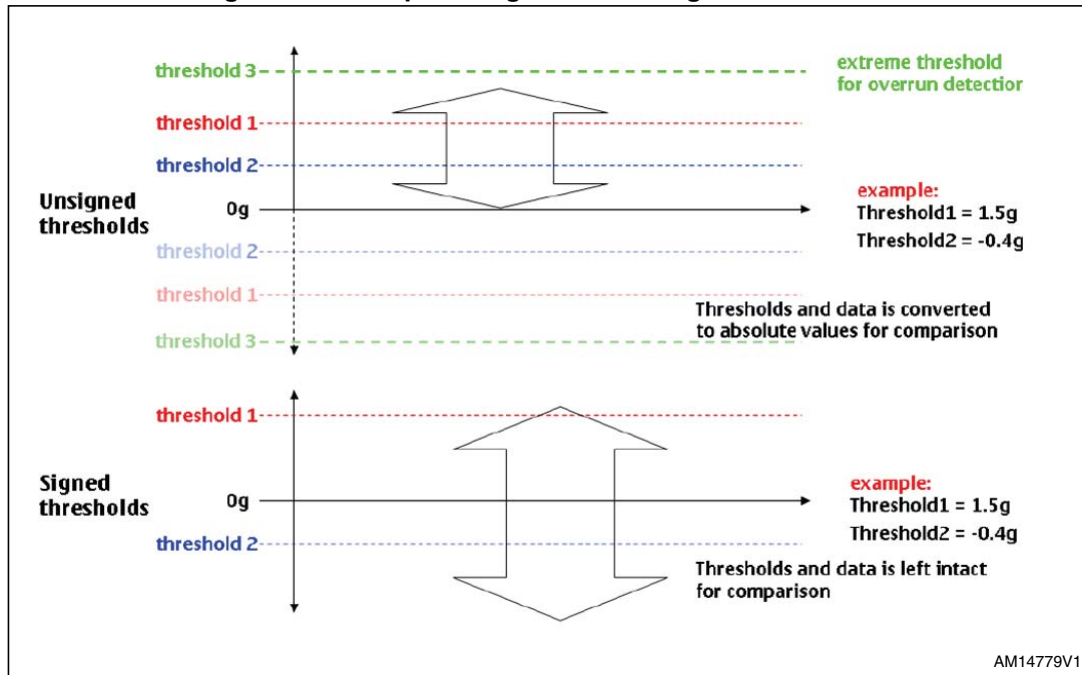 threshold 3
extreme threshold
for overrun detection
threshold 1
threshold 2
Unsigned
thresholds
0g
example:
Threshold1 = 1.5g
Threshold2 = -0.4g
threshold 2
threshold 1
Thresholds and data is converted
to absolute values for comparison
threshold 3
threshold 1
Signed
thresholds
0g
example:
Threshold1 = 1.5g
Threshold2 = -0.4g
threshold 2
Thresholds and data is left intact
for comparison
AM14779V1